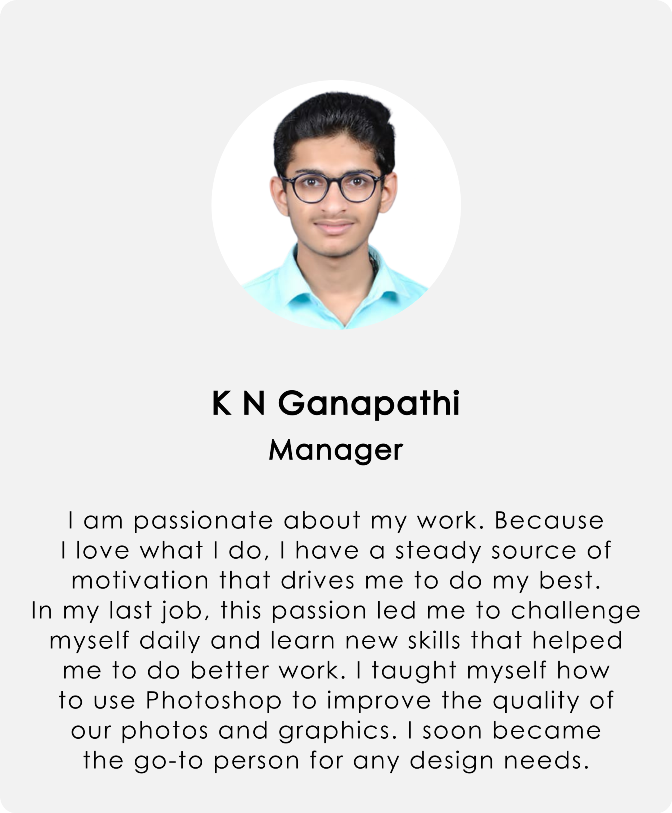 K N Ganapathi
Manager
I am passionate about my work. Because
I love what I do, I have a steady source of
motivation that drives me to do my best.
In my last job, this passion led me to challenge
myself daily and learn new skills that helped
me to do better work. I taught myself how
to use Photoshop to improve the quality of
our photos and graphics. I soon became
the go-to person for any design needs.